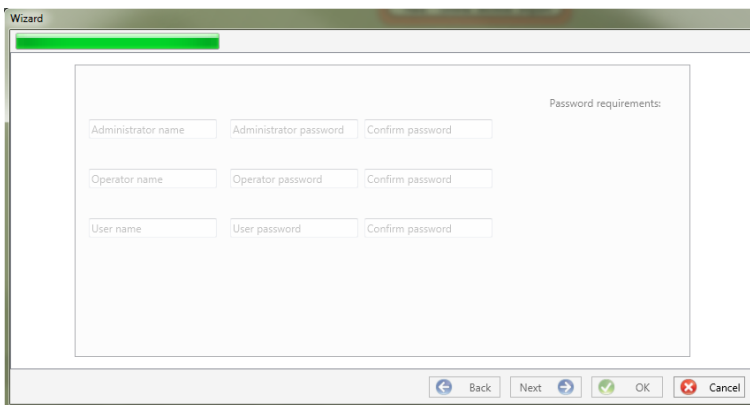 Wizard
Password requirements:
Administrator name Administrator password Confirm password
Operator name Operator password Confirm password
User name User password Confirm password
Back Next OK Cancel